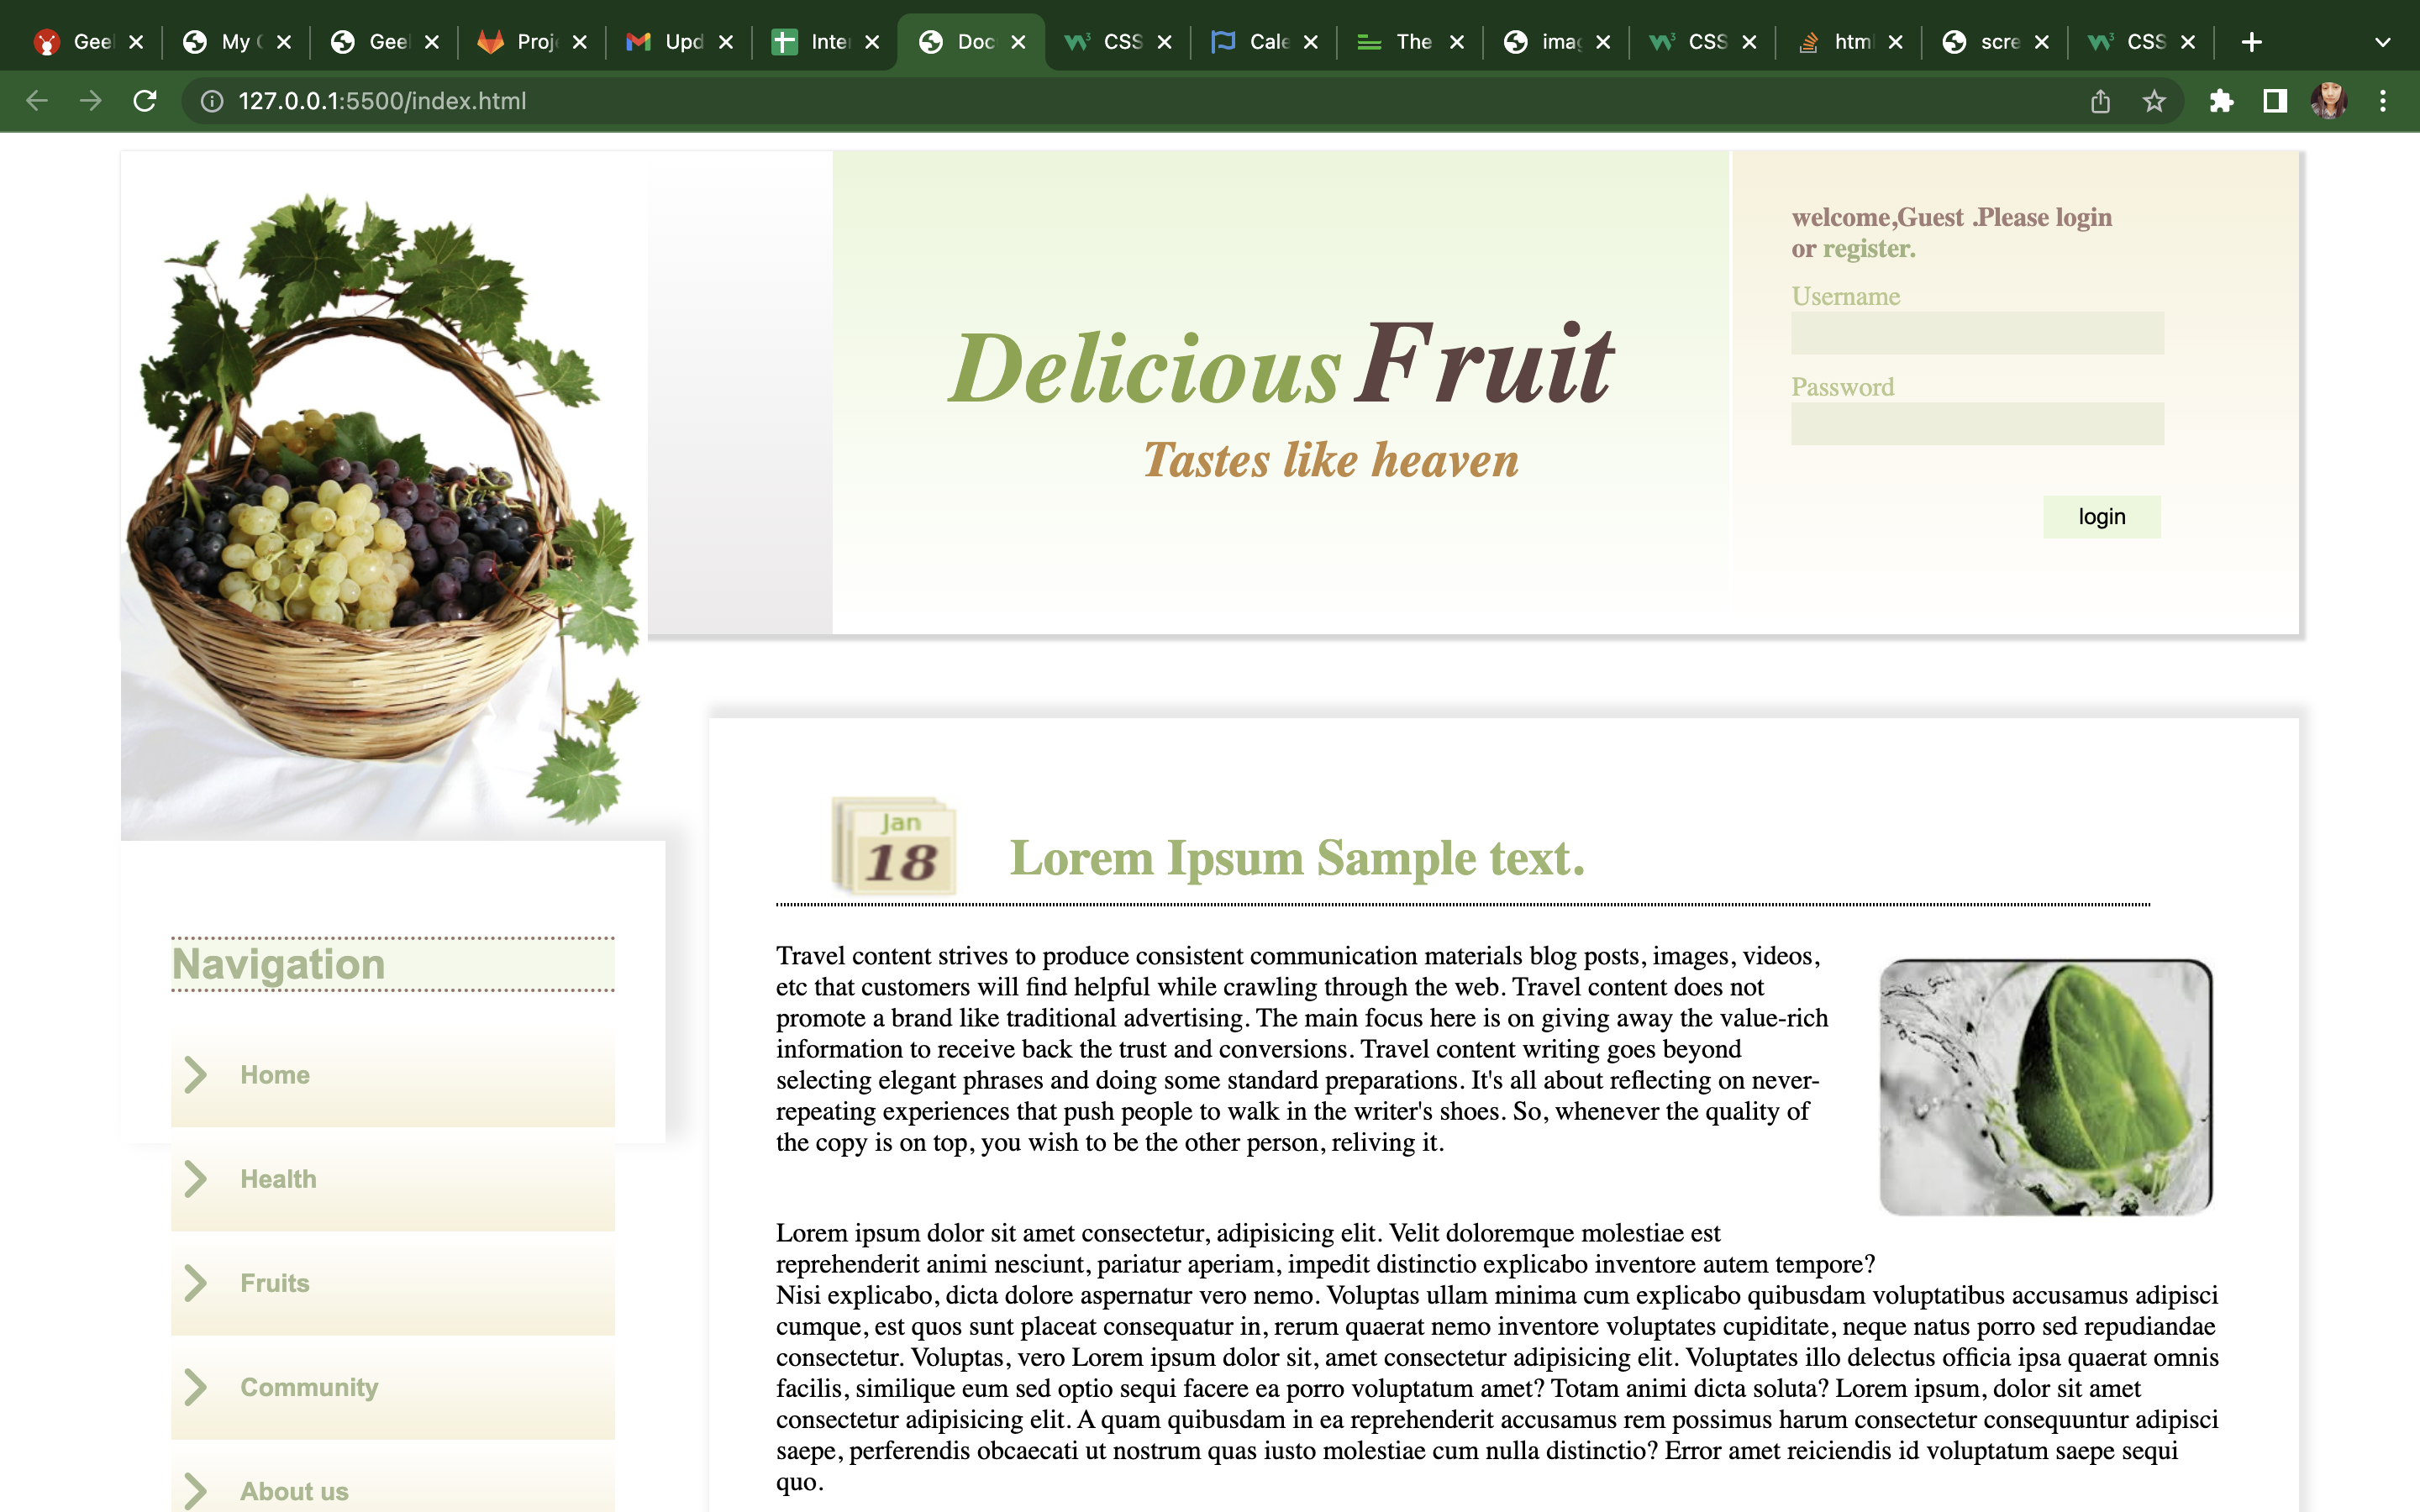 Gee
My
Gee
Proj
Upd
Inte
Doc
CSS
Cale
The
imag
CSS
html
scre
CSS
127.0.0.1:5500/index.html
welcome,Guest .Please login
or register.
Username
Password
login
Delicious Fruit
Tastes like heaven
Jan
18
Lorem Ipsum Sample text.
Navigation
Home
Health
Fruits
Community
About us
Travel content strives to produce consistent communication materials blog posts, images, videos,
etc that customers will find helpful while crawling through the web. Travel content does not
promote a brand like traditional advertising. The main focus here is on giving away the value-rich
information to receive back the trust and conversions. Travel content writing goes beyond
selecting elegant phrases and doing some standard preparations. It's all about reflecting on never-
repeating experiences that push people to walk in the writer's shoes. So, whenever the quality of
the copy is on top, you wish to be the other person, reliving it.
Lorem ipsum dolor sit amet consectetur, adipisicing elit. Velit doloremque molestiae est
reprehenderit animi nesciunt, pariatur aperiam, impedit distinctio explicabo inventore autem tempore?
Nisi explicabo, dicta dolore aspernatur vero nemo. Voluptas ullam minima cum explicabo quibusdam voluptatibus accusamus adipisci
cumque, est quos sunt placeat consequatur in, rerum quaerat nemo inventore voluptates cupiditate, neque natus porro sed repudiandae
consectetur. Voluptas, vero Lorem ipsum dolor sit, amet consectetur adipisicing elit. Voluptates illo delectus officia ipsa quaerat omnis
facilis, similique eum sed optio sequi facere ea porro voluptatum amet? Totam animi dicta soluta? Lorem ipsum, dolor sit amet
consectetur adipisicing elit. A quam quibusdam in ea reprehenderit accusamus rem possimus harum consectetur consequuntur adipisci
saepe, perferendis obcaecati ut nostrum quas iusto molestiae cum nulla distinctio? Error amet reiciendis id voluptatum saepe sequi
quo.